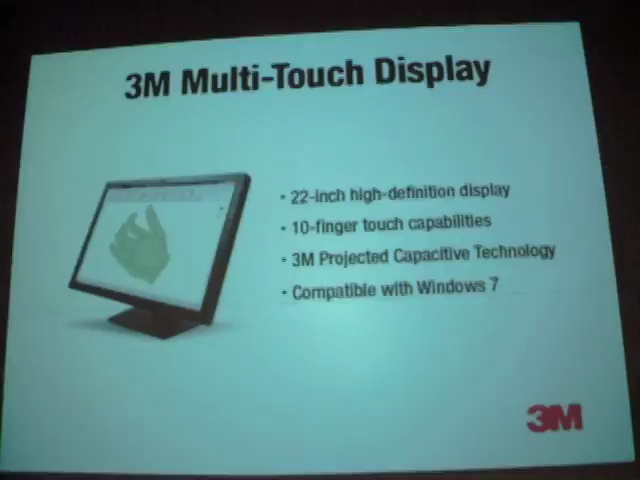 3M Multi-Touch Display
• 22-inch high-definition display
• 10-finger touch capabilities
• 3M Projected Capacitive Technology
• Compatible with Windows 7
3M